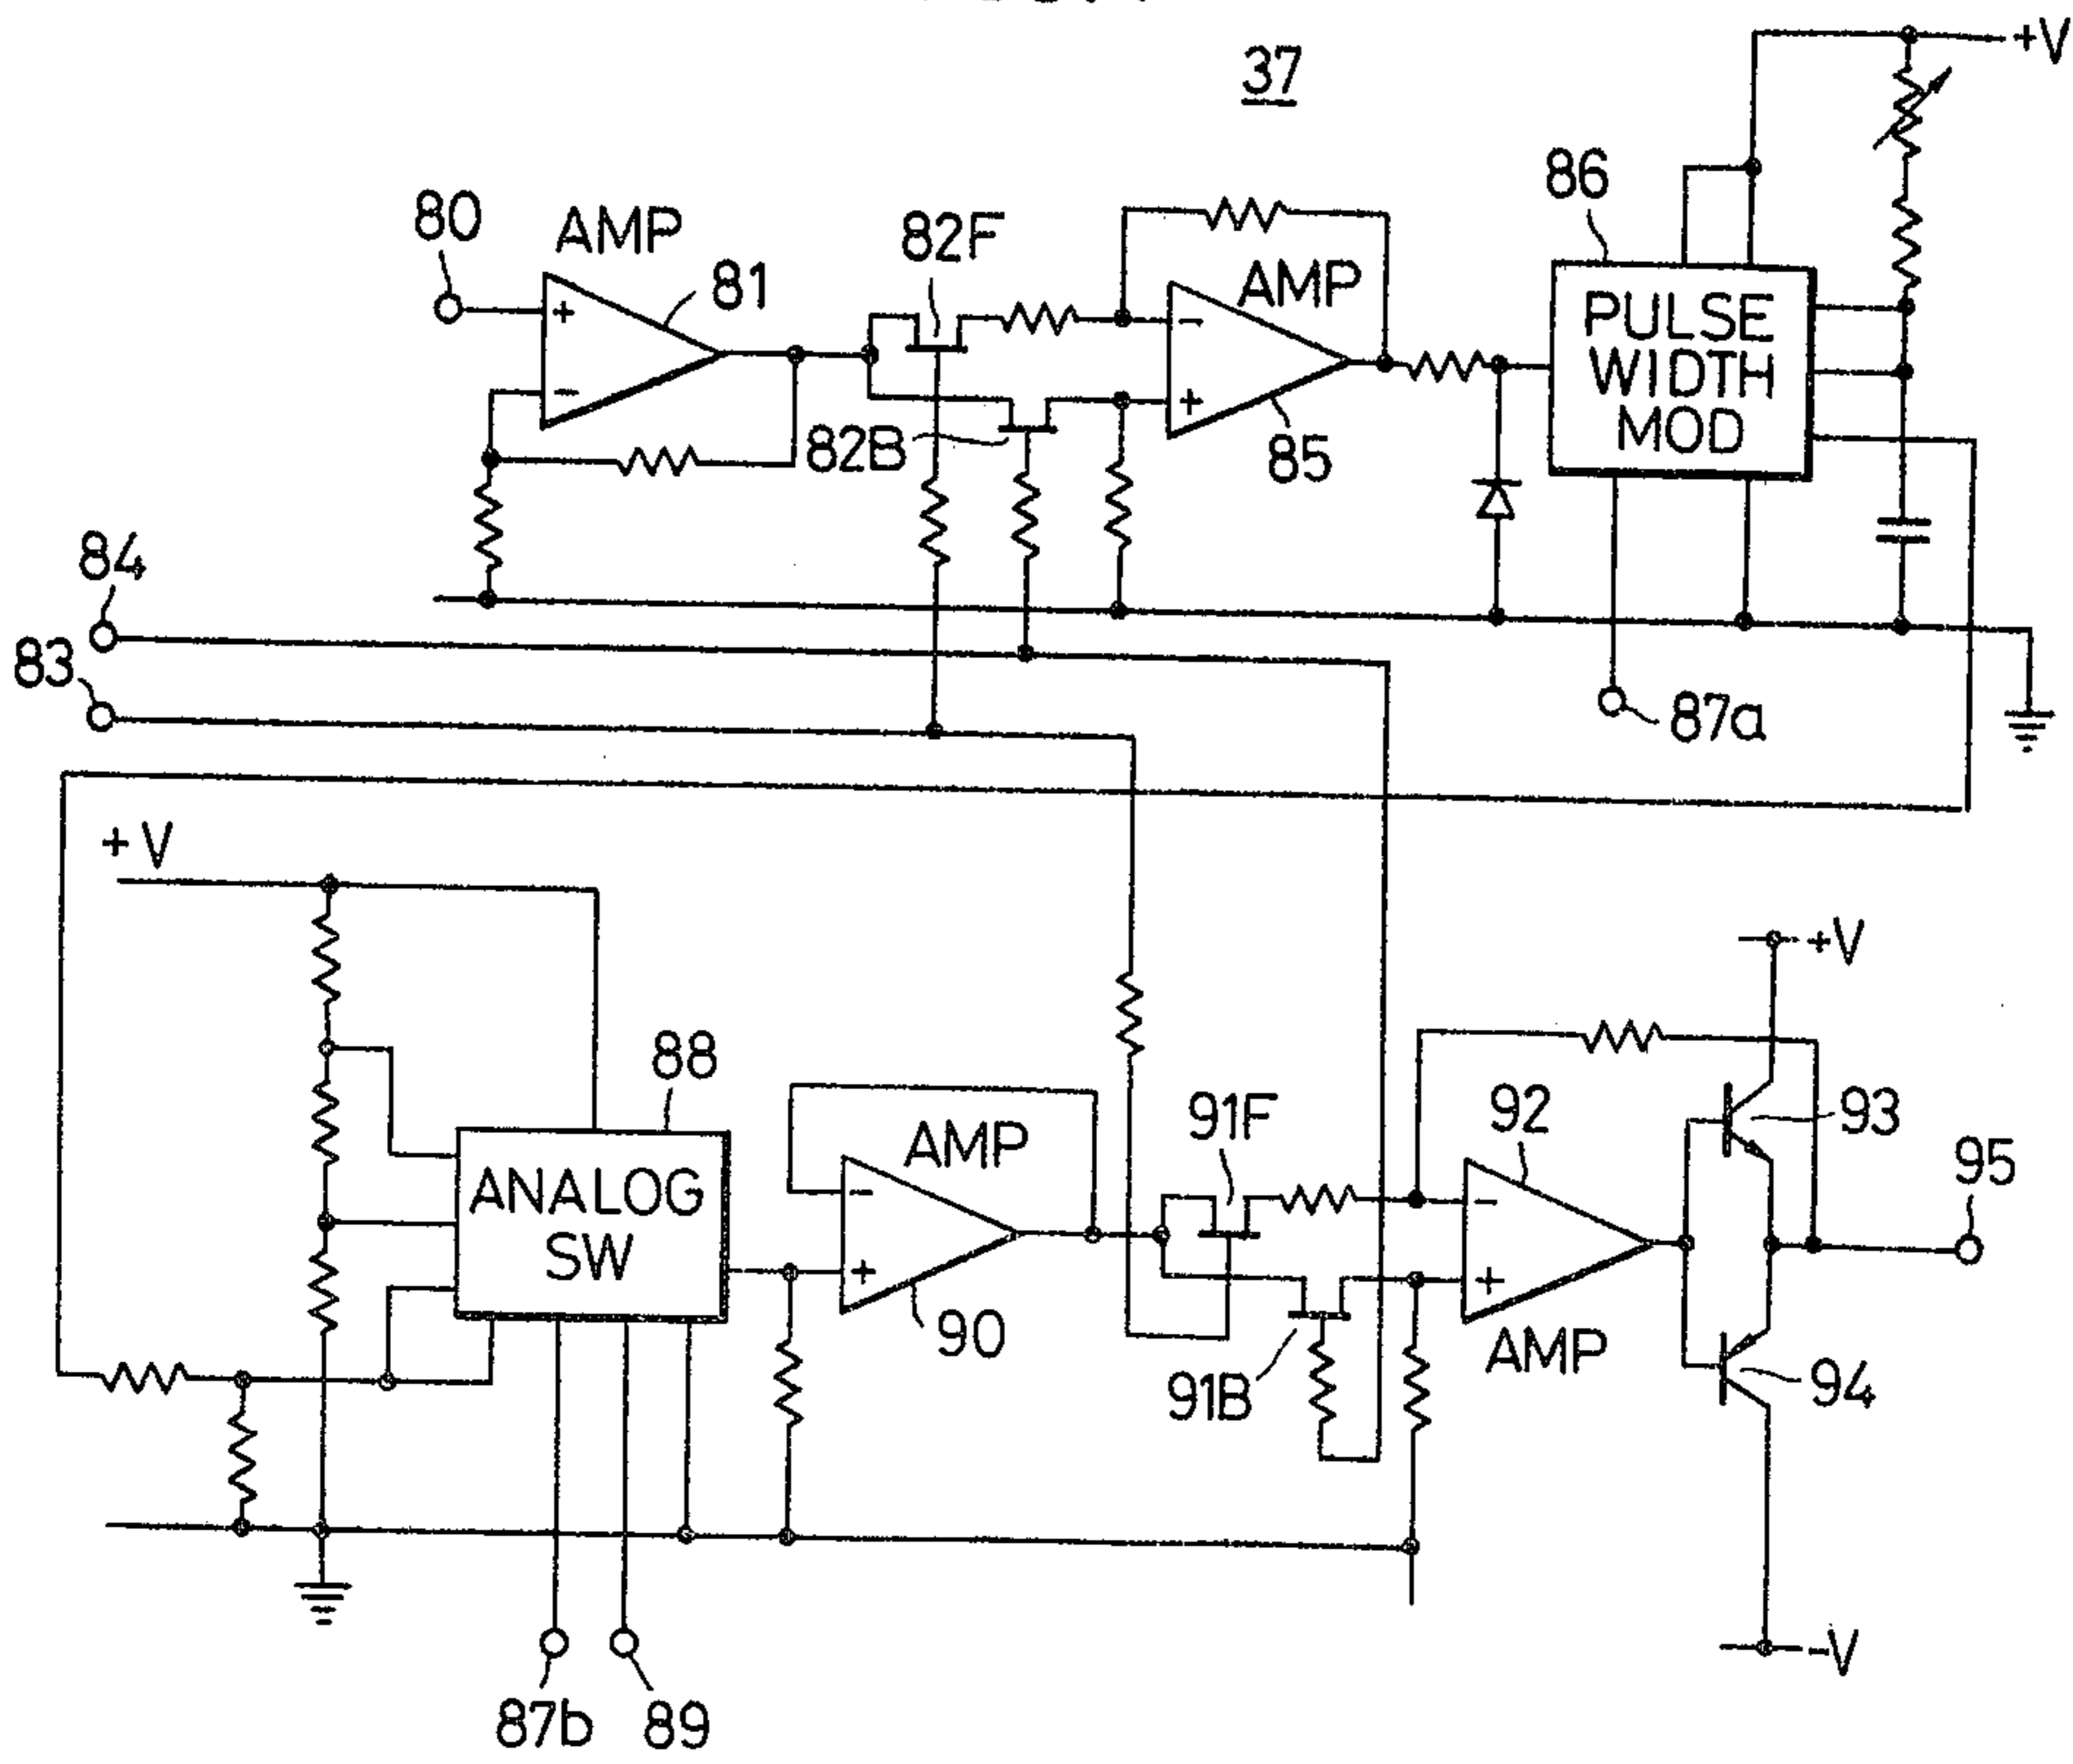 37
+V
86
80
AMP
82F
81
AMP
PULSE
WIDTH
MOD
+
-
-
+
82B
85
84
83
87a
+V
+V
88
91F
92
93
AMP
95
ANALOG
SW
-
+
-
+
90
91B
AMP
94
-V
87b
89